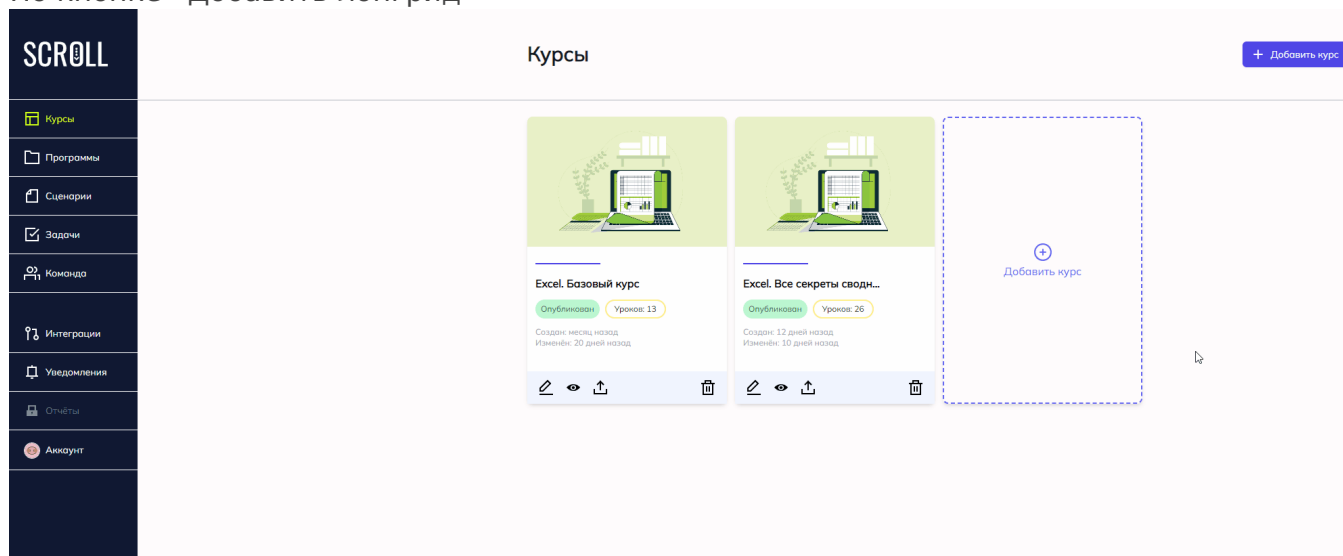 SCROLL
Курсы
+ Добавить курс
Курсы
Программы
Сценарии
Задачи
Команда
Интеграции
Уведомления
Отчёты
Аккаунт
Excel. Базовый курс
Опубликован
Уроков: 13
Создан: месяц назад
Изменён: 20 дней назад
Excel. Все секреты сводн...
Опубликован
Уроков: 26
Создан: 12 дней назад
Изменён: 10 дней назад
Добавить курс